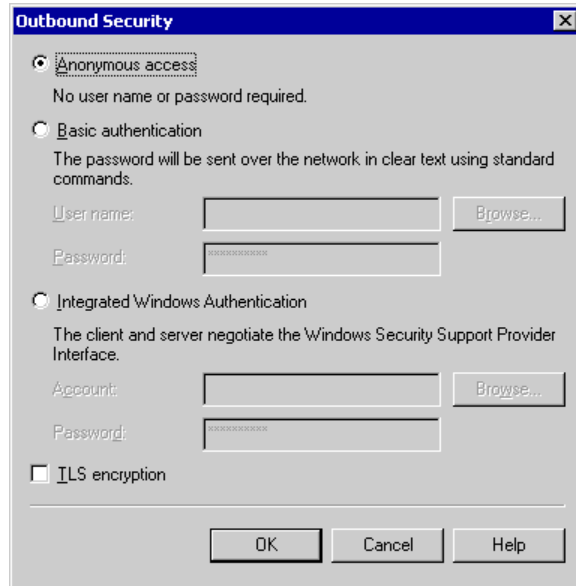 Outbound Security
Anonymous access
No user name or password required.
Basic authentication
The password will be sent over the network in clear text using standard
commands.
User name:
Browse...
Password:
××××××××××
Integrated Windows Authentication
The client and server negotiate the Windows Security Support Provider
Interface.
Account:
Browse...
Password:
××××××××××
TLS encryption
OK Cancel Help